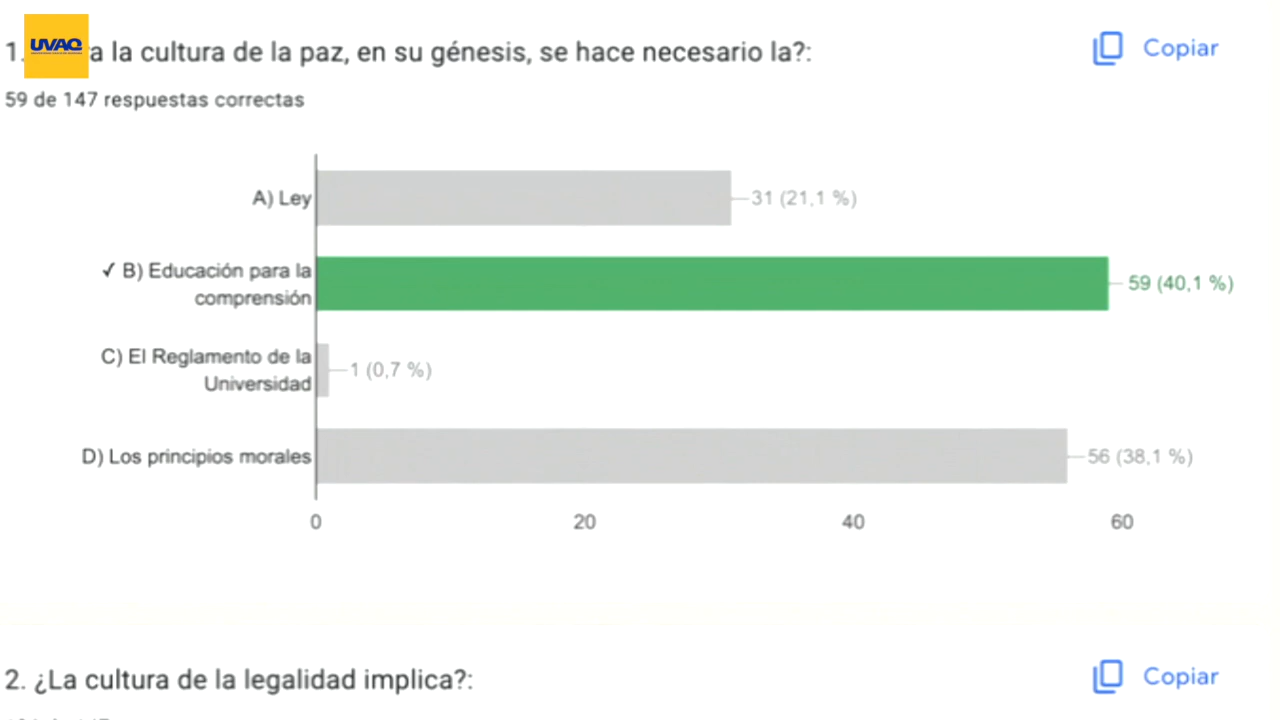 UVAQ
1. a la cultura de la paz, en su génesis, se hace necesario la?:
Copiar
59 de 147 respuestas correctas
A) Ley
31 (21,1 %)
✓ B) Educación para la
comprensión
59 (40,1 %)
C) El Reglamento de la
Universidad
1 (0,7 %)
D) Los principios morales
56 (38,1 %)
0 20 40 60
2. ¿La cultura de la legalidad implica?:
Copiar